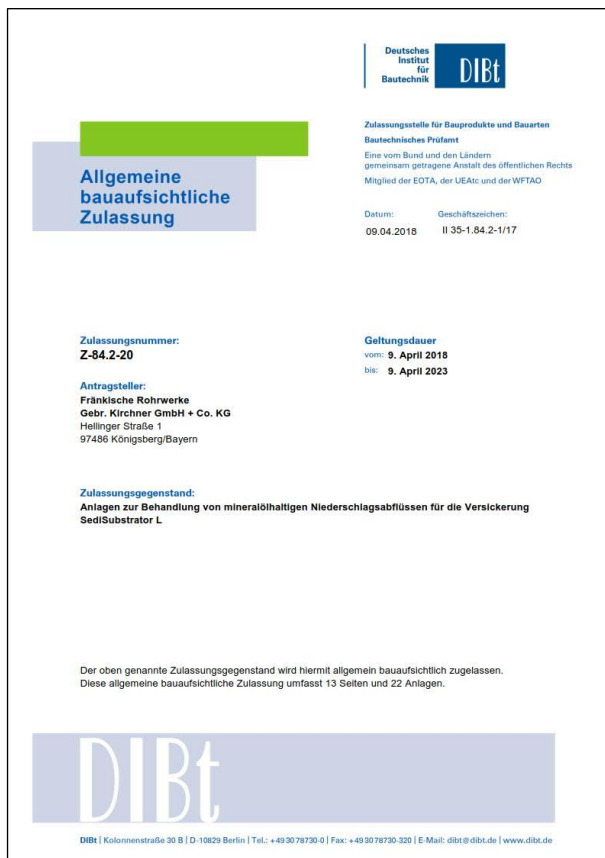 Deutsches
Institut
für
Bautechnik
DIBt
Zulassungsstelle für Bauprodukte und Bauarten
Bautechnisches Prüfamt
Eine vom Bund und den Ländern
gemeinsam getragene Anstalt des öffentlichen Rechts
Mitglied der EOTA, der UEAtc und der WFTAO
Allgemeine
bauaufsichtliche
Zulassung
Datum: Geschäftszeichen:
09.04.2018 II 35-1.84.2-1/17
Zulassungsnummer:
Z-84.2-20
Geltungsdauer
vom: 9. April 2018
bis: 9. April 2023
Antragsteller:
Fränkische Rohrwerke
Gebr. Kirchner GmbH + Co. KG
Hellinger Straße 1
97486 Königsberg/Bayern
Zulassungsgegenstand:
Anlagen zur Behandlung von mineralölhaltigen Niederschlagsabflüssen für die Versickerung
SediSubstrator L
Der oben genannte Zulassungsgegenstand wird hiermit allgemein bauaufsichtlich zugelassen.
Diese allgemeine bauaufsichtliche Zulassung umfasst 13 Seiten und 22 Anlagen.
DIBt
DIBt | Kolonnenstraße 30 B | D-10829 Berlin | Tel.: +493078730-0 | Fax: +493078730-320 | E-Mail: dibt@dibt.de | www.dibt.de